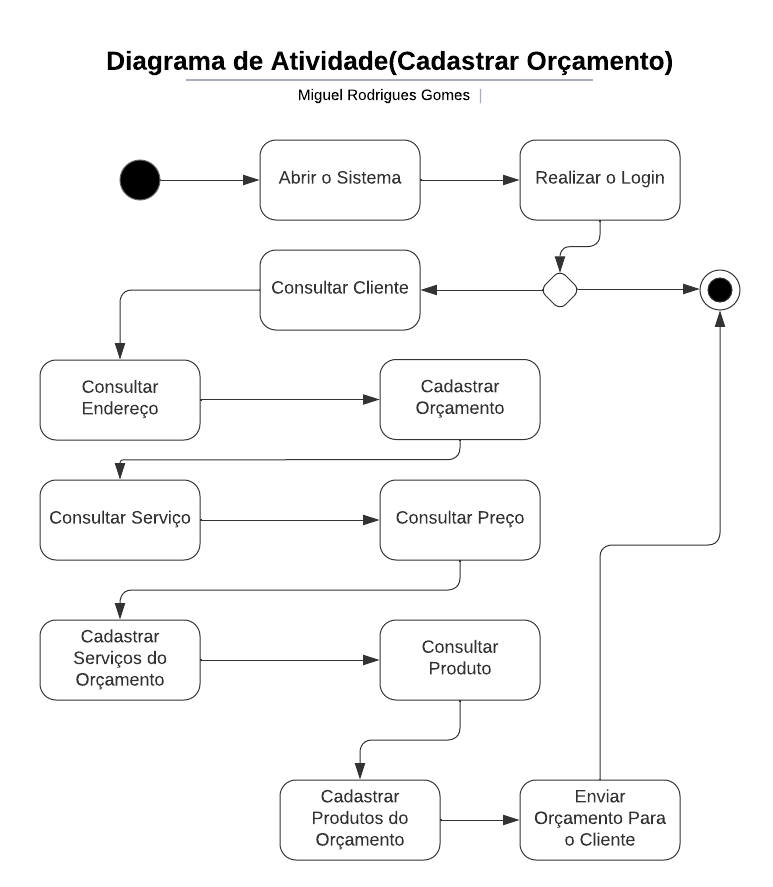 Diagrama de Atividade(Cadastrar Orçamento)
Miguel Rodrigues Gomes |
Abrir o Sistema
Realizar o Login
Consultar Cliente
Consultar
Endereço
Cadastrar
Orçamento
Consultar Serviço
Consultar Preço
Cadastrar
Serviços do
Orçamento
Consultar
Produto
Cadastrar
Produtos do
Orçamento
Enviar
Orçamento Para
o Cliente